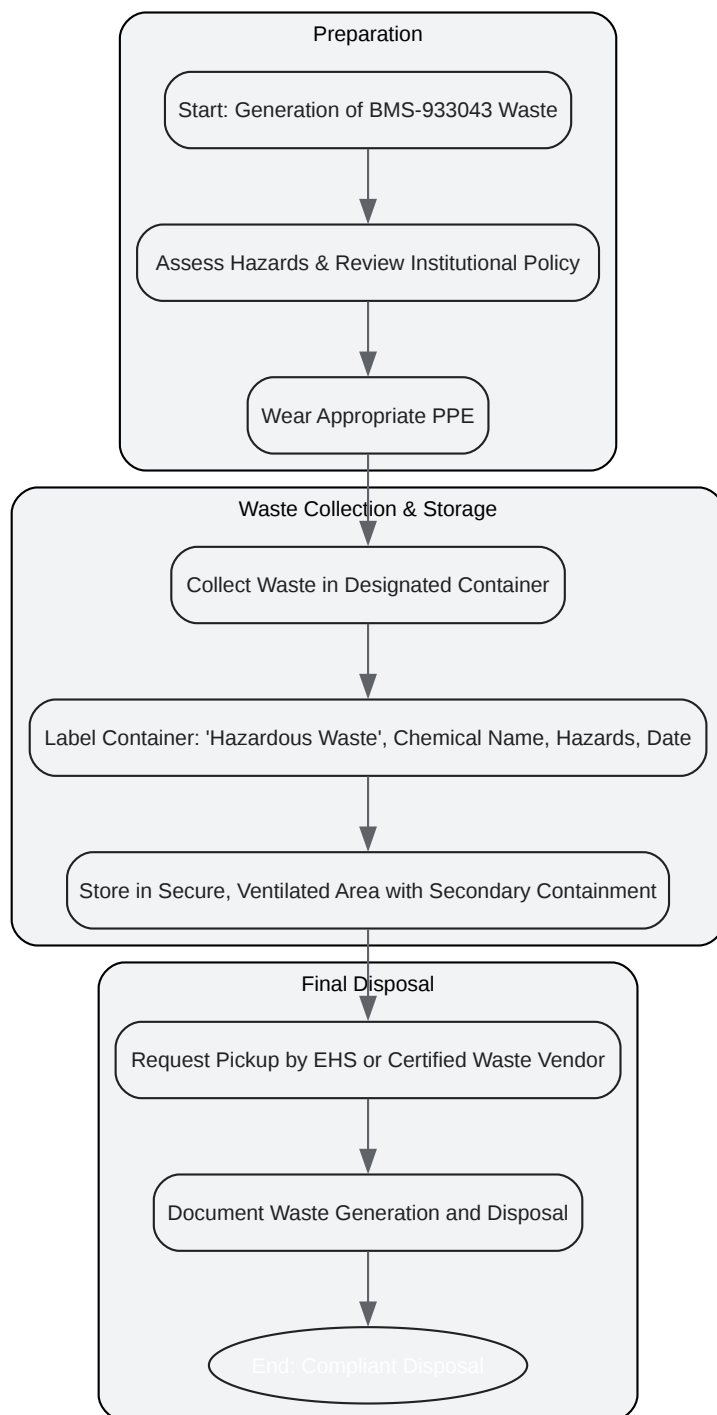 Preparation
Start: Generation of BMS-933043 Waste
Assess Hazards & Review Institutional Policy
Wear Appropriate PPE
Waste Collection & Storage
Collect Waste in Designated Container
Label Container: 'Hazardous Waste', Chemical Name, Hazards, Date
Store in Secure, Ventilated Area with Secondary Containment
Final Disposal
Request Pickup by EHS or Certified Waste Vendor
Document Waste Generation and Disposal
End: Compliant Disposal